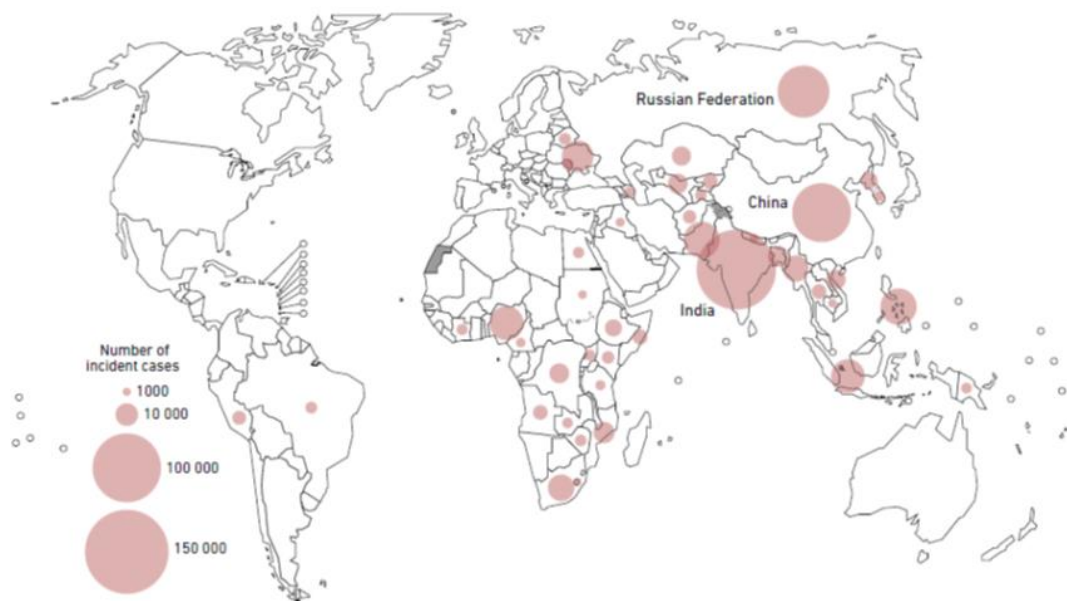 Russian Federation
China
India
Number of
incident cases
1000
10 000
100 000
150 000